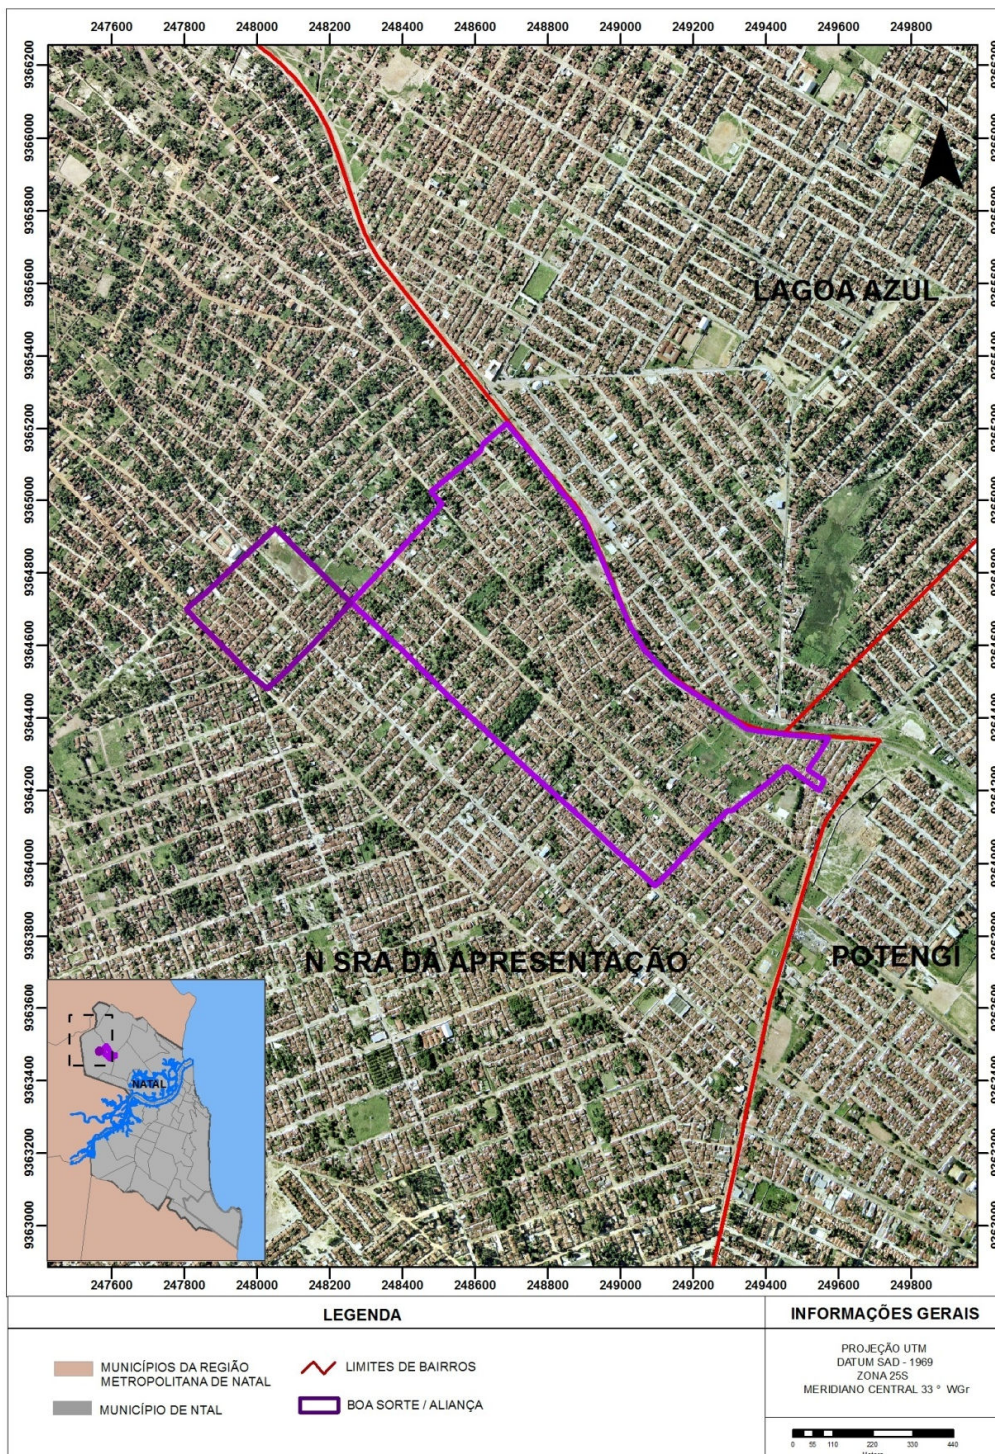 247600 247800 248000 248200 248400 248600 248800 249000 249200 249400 249600 249800
9366200
9366000
9365800
9365600
9365400
9365200
9365000
9364800
9364600
9364400
9364200
9364000
9363800
9363600
9363400
9363200
9363000
N
LAGOA AZUL
N SRA DA APRESENTAÇÃO
POTENGI
NATAL
247600 247800 248000 248200 248400 248600 248800 249000 249200 249400 249600 249800
LEGENDA
MUNICÍPIOS DA REGIÃO
METROPOLITANA DE NATAL
MUNICÍPIO DE NTAL
LIMITES DE BAIRROS
BOA SORTE / ALIANÇA
INFORMAÇÕES GERAIS
PROJEÇÃO UTM
DATUM SAD - 1969
ZONA 25S
MERIDIANO CENTRAL 33 ° WGr
0 55 110 220 330 440